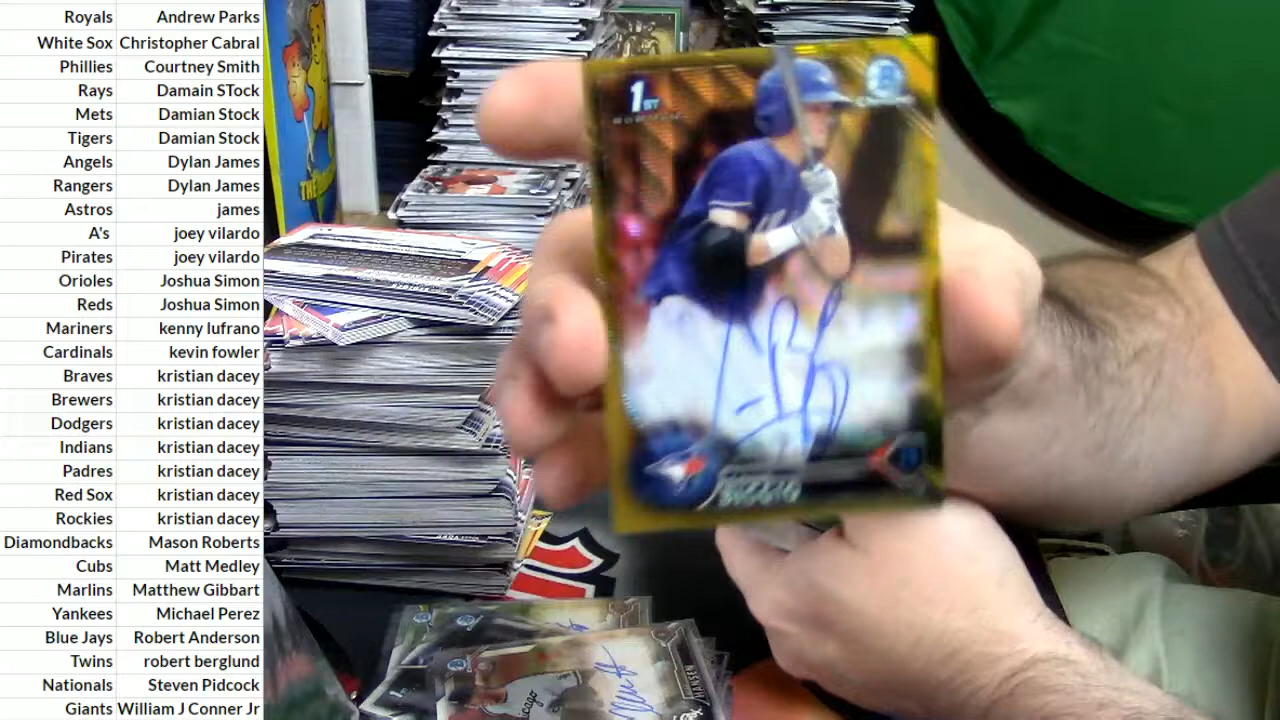 Royals Andrew Parks
White Sox Christopher Cabral
Phillies Courtney Smith
Rays Damain STock
Mets Damian Stock
Tigers Damian Stock
Angels Dylan James
Rangers Dylan James
Astros james
A's joey vilardo
Pirates joey vilardo
Orioles Joshua Simon
Reds Joshua Simon
Mariners kenny lufrano
Cardinals kevin fowler
Braves kristian dacey
Brewers kristian dacey
Dodgers kristian dacey
Indians kristian dacey
Padres kristian dacey
Red Sox kristian dacey
Rockies kristian dacey
Diamondbacks Mason Roberts
Cubs Matt Medley
Marlins Matthew Gibbart
Yankees Michael Perez
Blue Jays Robert Anderson
Twins robert berglund
Nationals Steven Pidcock
Giants William J Conner Jr
1ST
B
THE
HANSEN